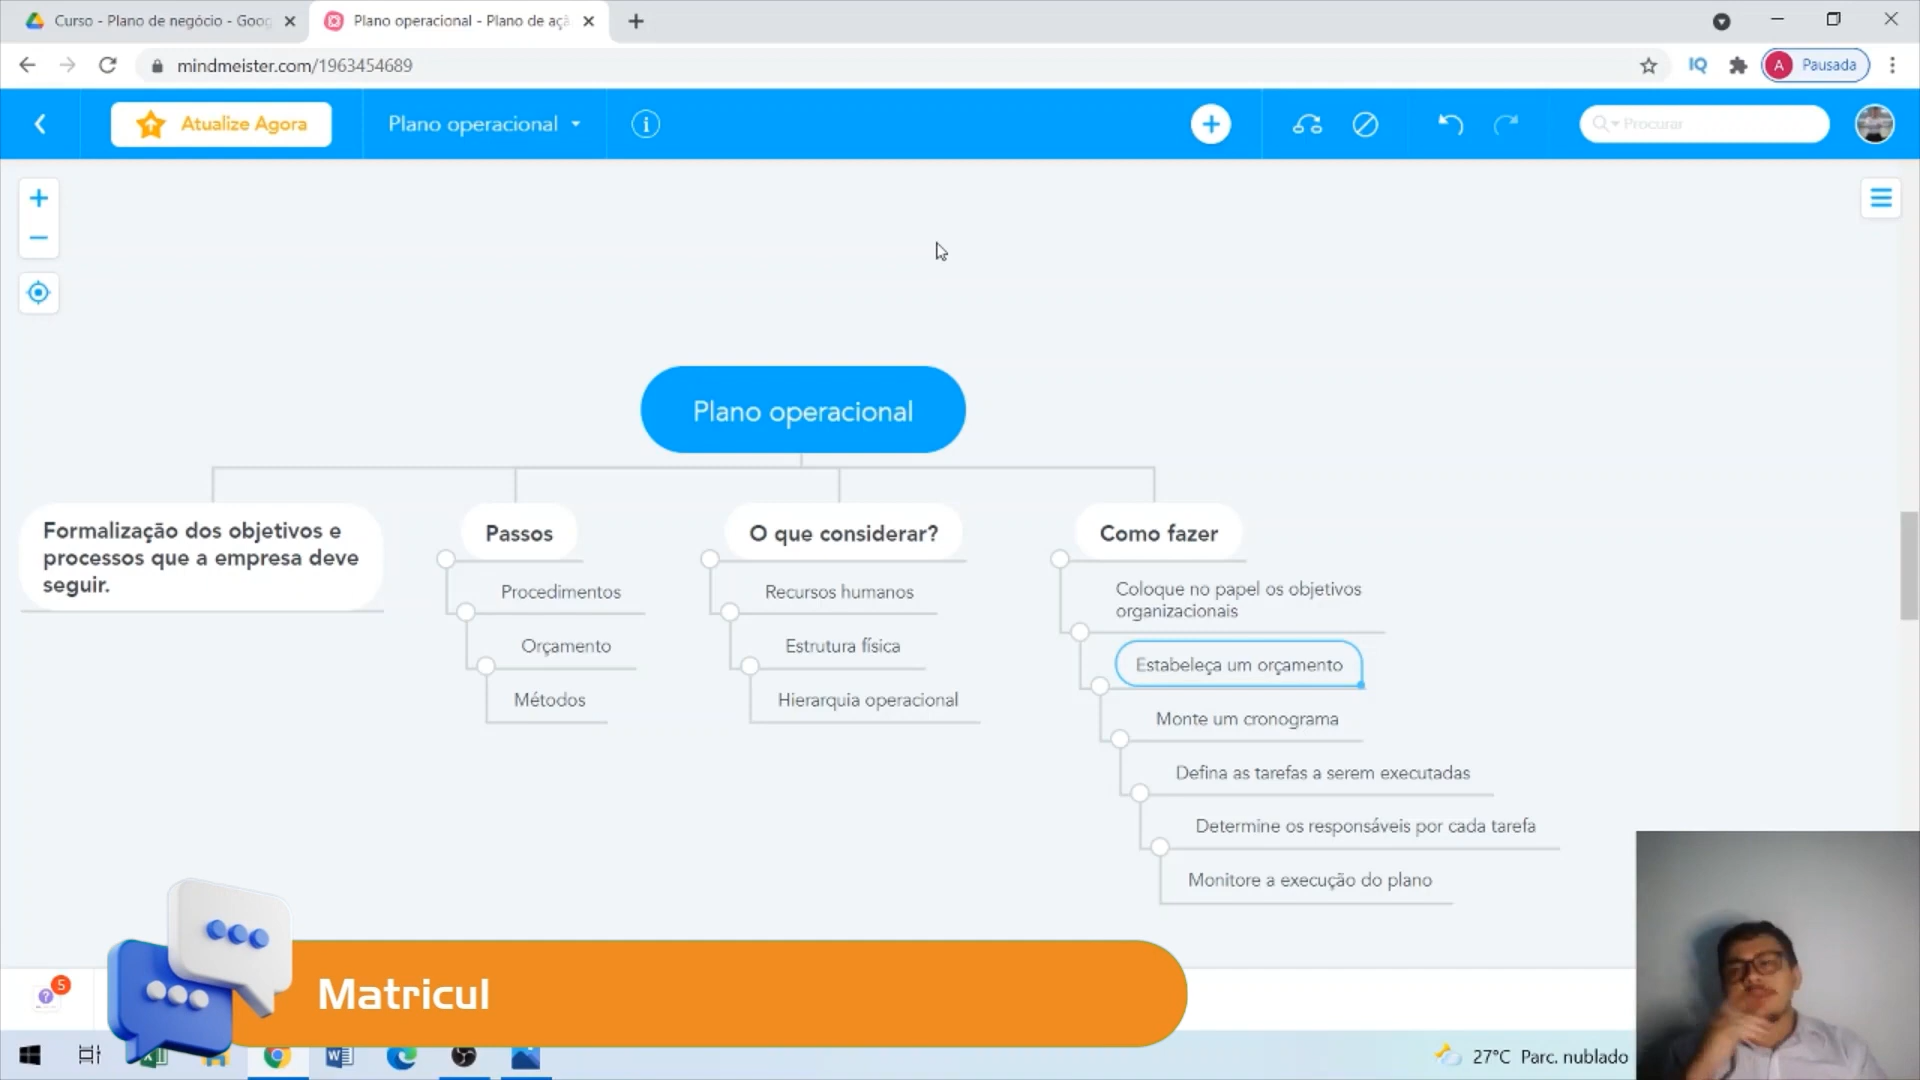 Curso - Plano de negócio - Goog
Plano operacional - Plano de açã
mindmeister.com/1963454689
IQ
A
Pausada
Atualize Agora
Plano operacional
Procurar
Plano operacional
Formalização dos objetivos e
processos que a empresa deve
seguir.
Passos
Procedimentos
Orçamento
Métodos
O que considerar?
Recursos humanos
Estrutura física
Hierarquia operacional
Como fazer
Coloque no papel os objetivos
organizacionais
Estabeleça um orçamento
Monte um cronograma
Defina as tarefas a serem executadas
Determine os responsáveis por cada tarefa
Monitore a execução do plano
5
Matricul
27°C Parc. nublado